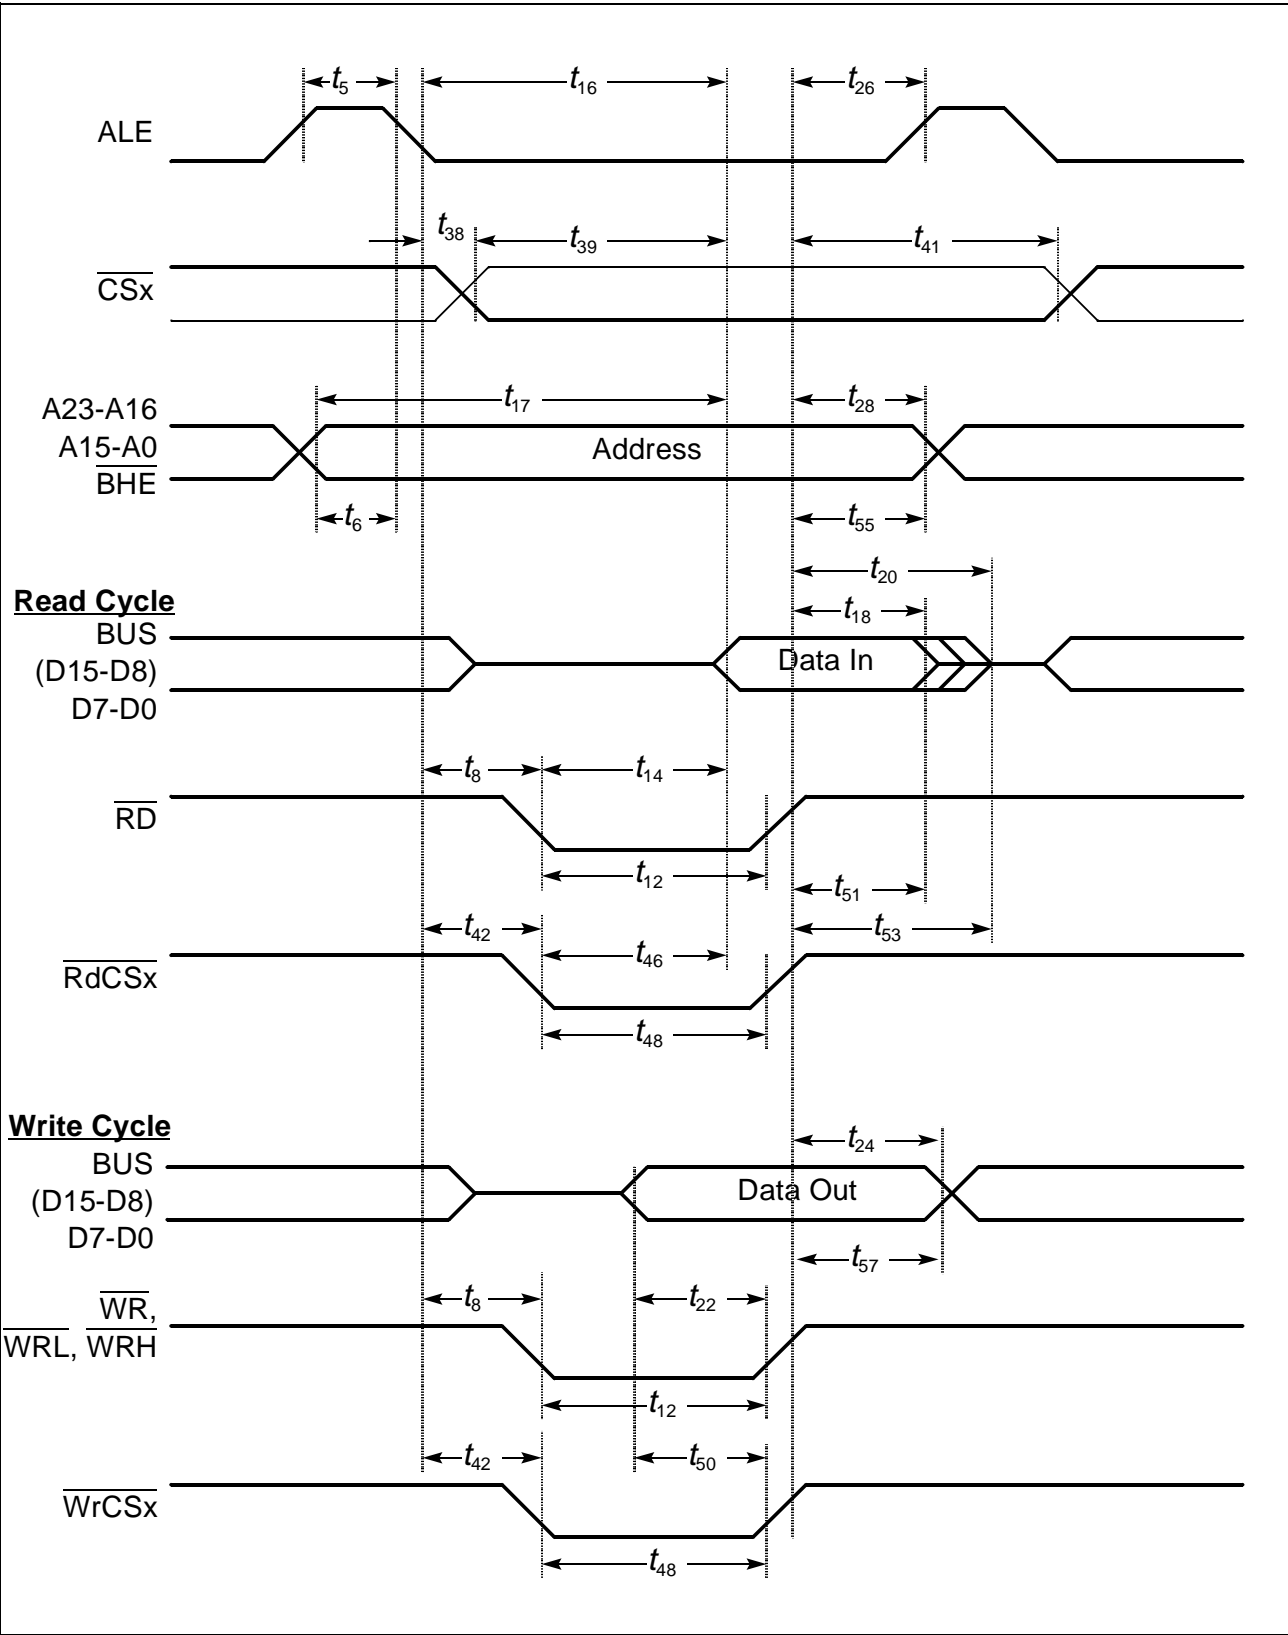 t5 t16 t26
ALE
t38 t39 t41
CSx
t17 t28
A23-A16
A15-A0 Address
BHE
t6 t55
t20
Read Cycle t18
BUS
(D15-D8) Data In
D7-D0
t8 t14
RD
t12 t51
t42 t53
t46
RdCSx
t48
Write Cycle
t24
BUS
(D15-D8) Data Out
D7-D0
t57
t8 t22
WR,
WRL, WRH
t12
t42 t50
WrCSx
t48